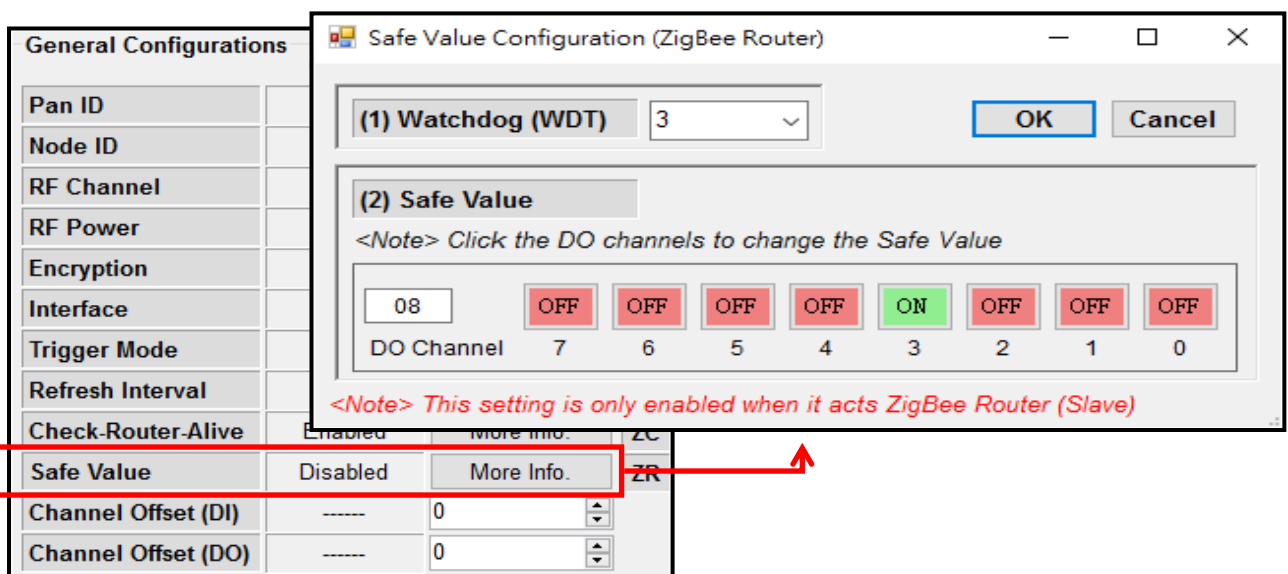 General Configurations
Pan ID
Node ID
RF Channel
RF Power
Encryption
Interface
Trigger Mode
Refresh Interval
Check-Router-Alive Enabled More Info. ZC
Safe Value Disabled More Info. ZR
Channel Offset (DI) ------ 0
Channel Offset (DO) ------ 0
Safe Value Configuration (ZigBee Router)
(1) Watchdog (WDT) 3 OK Cancel
(2) Safe Value
<Note> Click the DO channels to change the Safe Value
08 OFF OFF OFF OFF ON OFF OFF OFF
DO Channel 7 6 5 4 3 2 1 0
<Note> This setting is only enabled when it acts ZigBee Router (Slave)